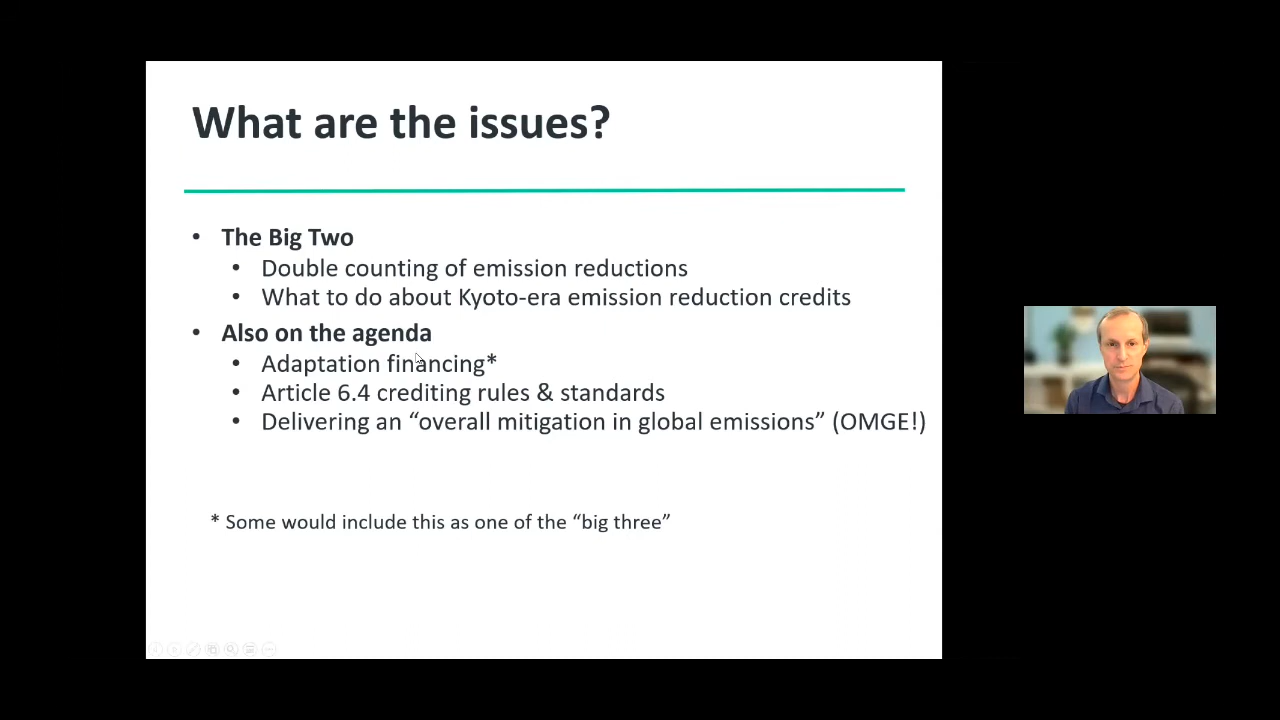 What are the issues?
• The Big Two
• Double counting of emission reductions
• What to do about Kyoto-era emission reduction credits
• Also on the agenda
• Adaptation financing*
• Article 6.4 crediting rules & standards
• Delivering an “overall mitigation in global emissions” (OMGE!)
* Some would include this as one of the “big three”